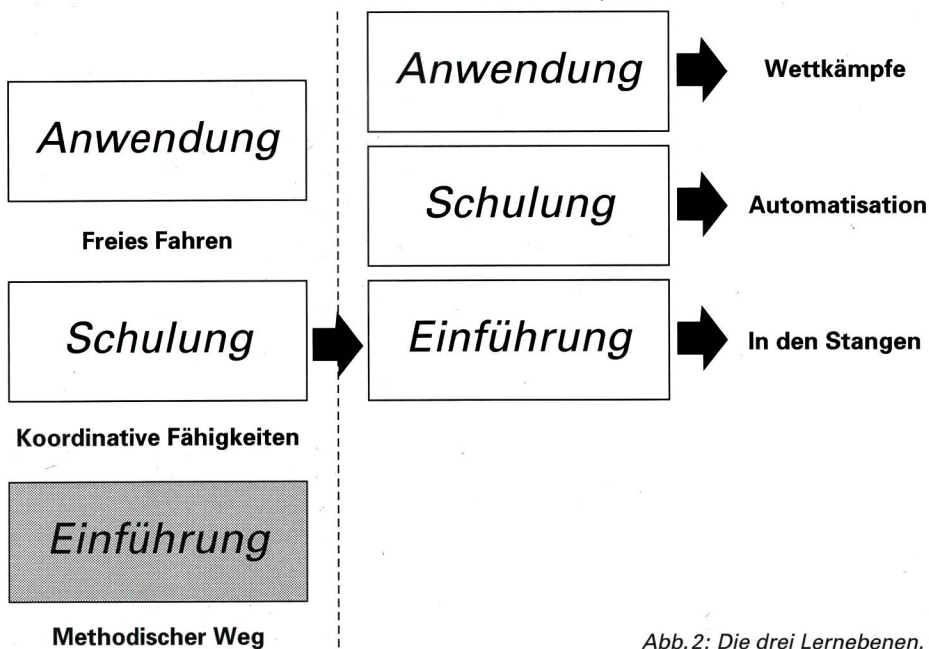 Anwendung
Freies Fahren
Schulung
Koordinative Fähigkeiten
Einführung
Methodischer Weg
Anwendung
Wettkämpfe
Schulung
Automatisation
Einführung
In den Stangen
Abb. 2: Die drei Lernebenen.